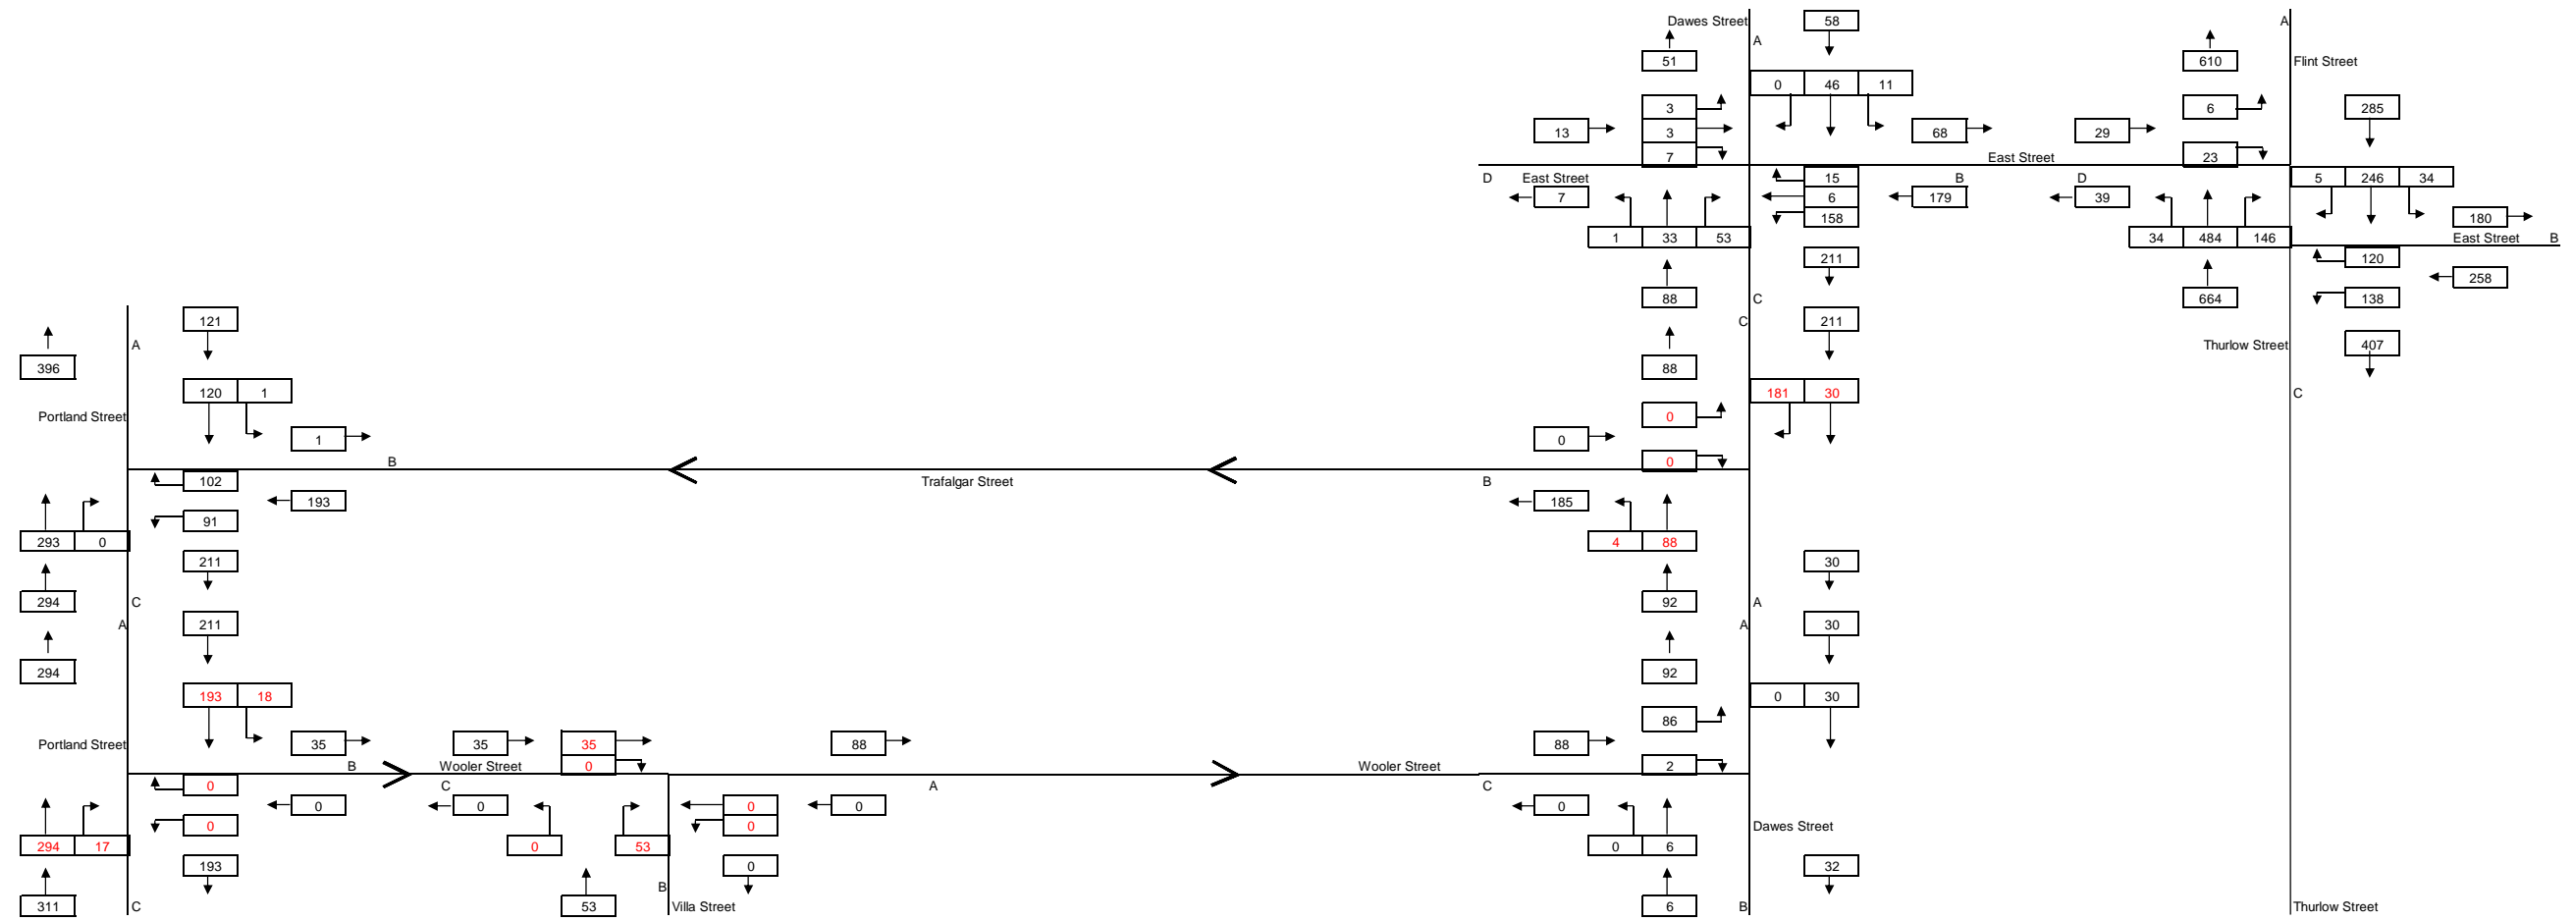 Dawes Street 58 A
A
51 610 Flint Street
0 46 11
3 6 285
13 3 68 29
7 East Street 23
D East Street 15 B D 5 246 34
7 6 179 39
158 180
1 33 53 34 484 146 East Street B
211 120
258
88 C 664 138
121 C 211
A Thurlow Street 407
396 88
120 1 181 30 C
Portland Street 0
1 0
B 0
102 Trafalgar Street B
193 185
91
293 0 4 88
211 30
294 C 92 A
A 211 A 30
294 92
193 18 0 30
86
Portland Street 35 35 35 88 88
B Wooler Street 0 Wooler Street 2
0 C A C
0 0 0 0 0
0 0 Dawes Street
294 17 0 53 0 6
193 0 32
B
311 C 53 Villa Street 6 B Thurlow Street